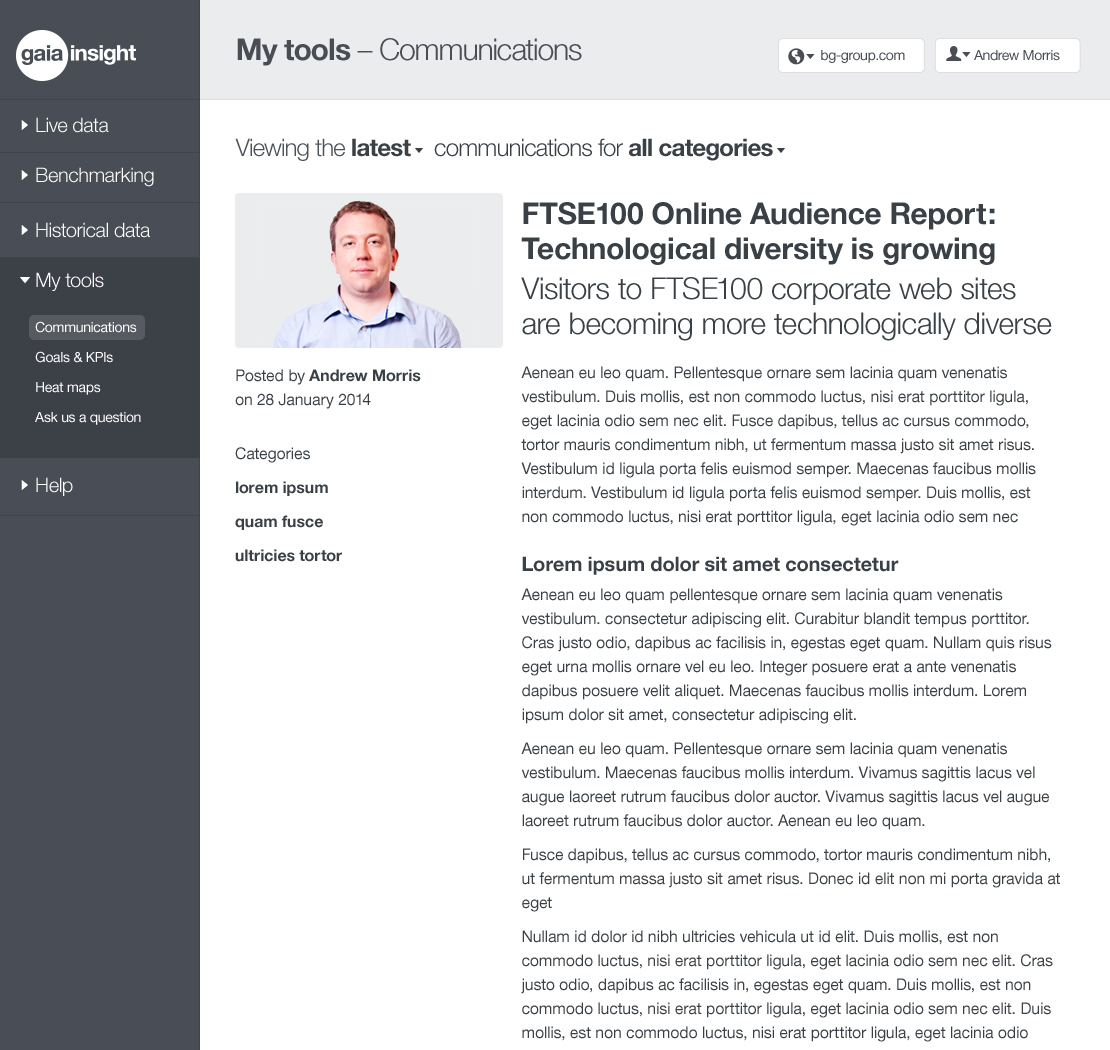 gaia insight
My tools – Communications
bg-group.com
Andrew Morris
Live data
Benchmarking
Historical data
My tools
Communications
Goals & KPIs
Heat maps
Ask us a question
Help
Viewing the latest communications for all categories
Posted by Andrew Morris
on 28 January 2014
Categories
lorem ipsum
quam fusce
ultricies tortor
FTSE100 Online Audience Report:
Technological diversity is growing
Visitors to FTSE100 corporate web sites
are becoming more technologically diverse
Aenean eu leo quam. Pellentesque ornare sem lacinia quam venenatis
vestibulum. Duis mollis, est non commodo luctus, nisi erat porttitor ligula,
eget lacinia odio sem nec elit. Fusce dapibus, tellus ac cursus commodo,
tortor mauris condimentum nibh, ut fermentum massa justo sit amet risus.
Vestibulum id ligula porta felis euismod semper. Maecenas faucibus mollis
interdum. Vestibulum id ligula porta felis euismod semper. Duis mollis, est
non commodo luctus, nisi erat porttitor ligula, eget lacinia odio sem nec
Lorem ipsum dolor sit amet consectetur
Aenean eu leo quam pellentesque ornare sem lacinia quam venenatis
vestibulum. consectetur adipiscing elit. Curabitur blandit tempus porttitor.
Cras justo odio, dapibus ac facilisis in, egestas eget quam. Nullam quis risus
eget urna mollis ornare vel eu leo. Integer posuere erat a ante venenatis
dapibus posuere velit aliquet. Maecenas faucibus mollis interdum. Lorem
ipsum dolor sit amet, consectetur adipiscing elit.
Aenean eu leo quam. Pellentesque ornare sem lacinia quam venenatis
vestibulum. Maecenas faucibus mollis interdum. Vivamus sagittis lacus vel
augue laoreet rutrum faucibus dolor auctor. Vivamus sagittis lacus vel augue
laoreet rutrum faucibus dolor auctor. Aenean eu leo quam.
Fusce dapibus, tellus ac cursus commodo, tortor mauris condimentum nibh,
ut fermentum massa justo sit amet risus. Donec id elit non mi porta gravida at
eget
Nullam id dolor id nibh ultricies vehicula ut id elit. Duis mollis, est non
commodo luctus, nisi erat porttitor ligula, eget lacinia odio sem nec elit. Cras
justo odio, dapibus ac facilisis in, egestas eget quam. Duis mollis, est non
commodo luctus, nisi erat porttitor ligula, eget lacinia odio sem nec elit. Duis
mollis, est non commodo luctus, nisi erat porttitor ligula, eget lacinia odio